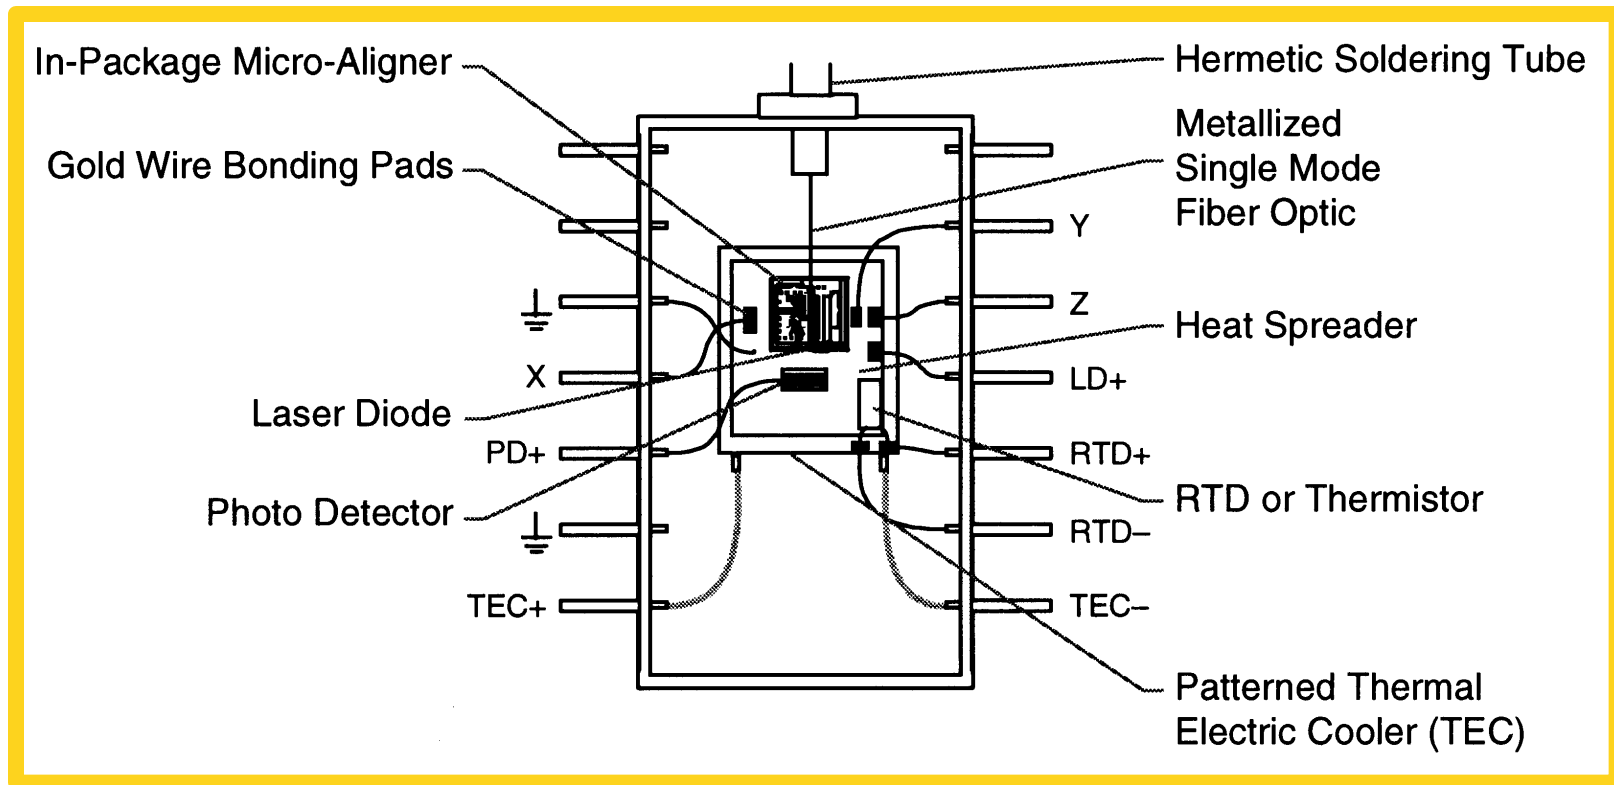 In-Package Micro-Aligner
Gold Wire Bonding Pads
X
Laser Diode
PD+
Photo Detector
TEC+
Hermetic Soldering Tube
Metallized
Single Mode
Fiber Optic
Y
Z
Heat Spreader
LD+
RTD+
RTD or Thermistor
RTD–
TEC–
Patterned Thermal
Electric Cooler (TEC)